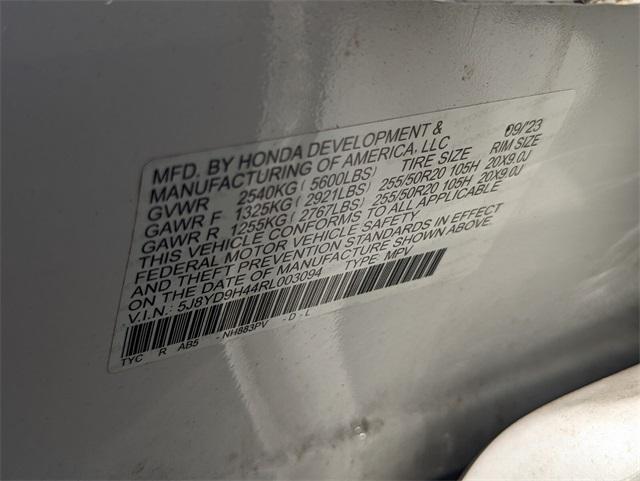 MFD. BY HONDA DEVELOPMENT & 09/'23
MANUFACTURING OF AMERICA, LLC
GVWR 2540KG ( 5600LBS) TIRE SIZE RIM SIZE
GAWR F 1325KG ( 2921LBS) 255/50R20 105H 20X9.0J
GAWR R 1255KG ( 2767LBS) 255/50R20 105H 20X9.0J
THIS VEHICLE CONFORMS TO ALL APPLICABLE
FEDERAL MOTOR VEHICLE SAFETY
AND THEFT PREVENTION STANDARDS IN EFFECT
ON THE DATE OF MANUFACTURE SHOWN ABOVE.
V.I.N.: 5J8YD9H44RL003094 TYPE: MPV
TYC R AB5 - NH883PV - D - L